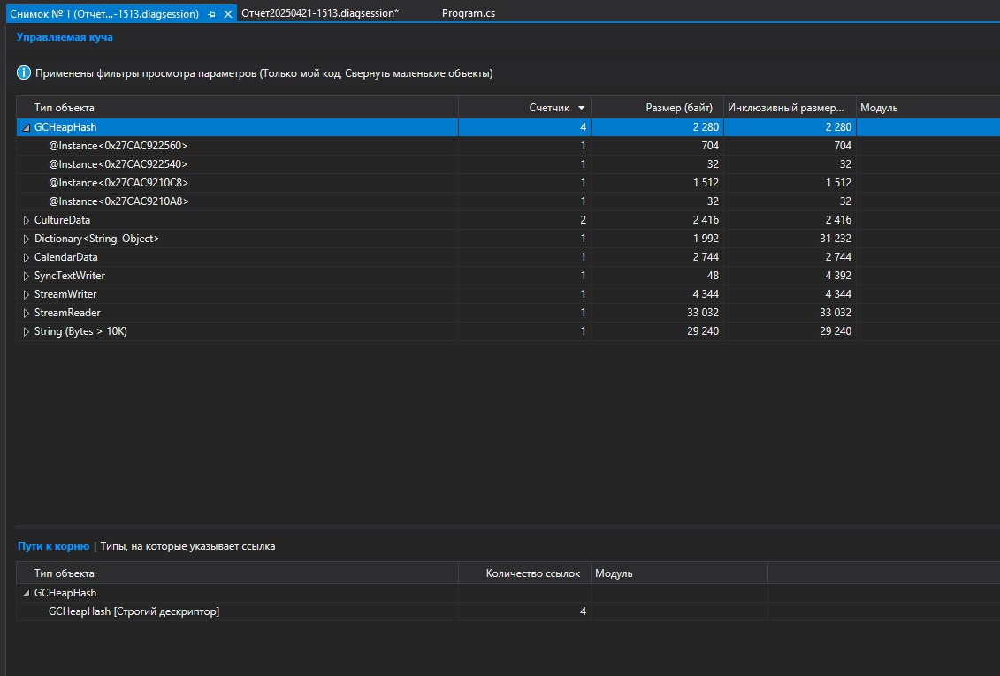 Снимок № 1 (Отчет...-1513.diagsession) Отчет20250421-1513.diagsession* Program.cs
Управляемая куча
Применены фильтры просмотра параметров (Только мой код, Свернуть маленькие объекты)
Тип объекта Счетчик Размер (байт) Инклюзивный размер... Модуль
GCHeapHash 4 2 280 2 280
@Instance<0x27CAC922560> 1 704 704
@Instance<0x27CAC922540> 1 32 32
@Instance<0x27CAC9210C8> 1 1 512 1 512
@Instance<0x27CAC9210A8> 1 32 32
CultureData 2 2 416 2 416
Dictionary<String, Object> 1 1 992 31 232
CalendarData 1 2 744 2 744
SyncTextWriter 1 48 4 392
StreamWriter 1 4 344 4 344
StreamReader 1 33 032 33 032
String (Bytes > 10K) 1 29 240 29 240
Пути к корню | Типы, на которые указывает ссылка
Тип объекта Количество ссылок Модуль
GCHeapHash
GCHeapHash [Строгий дескриптор] 4